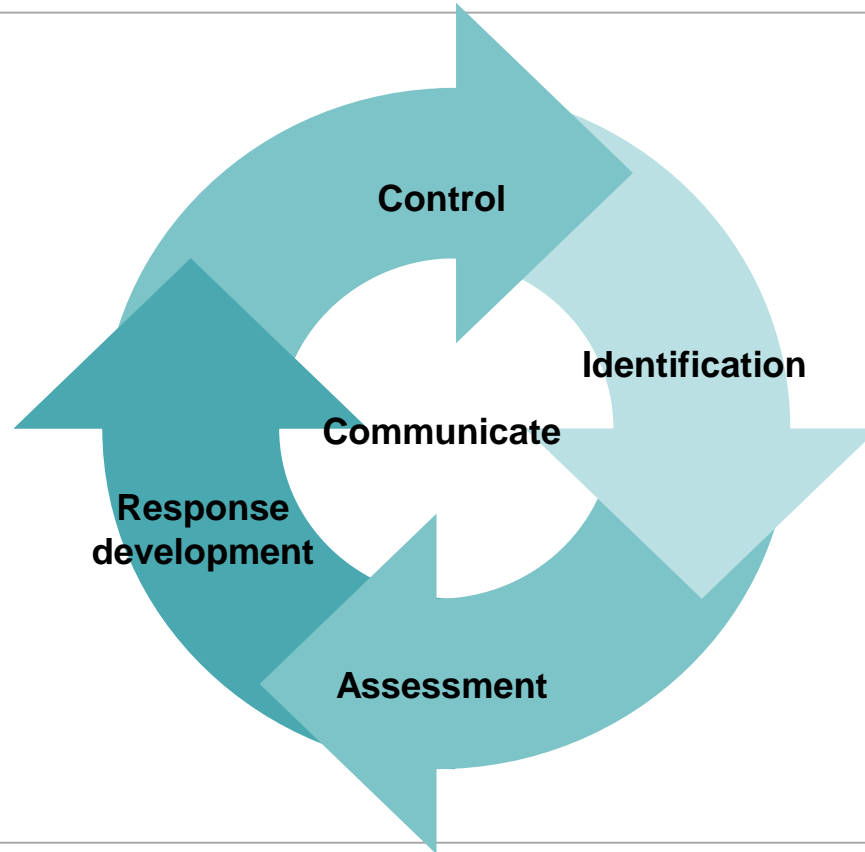 Control
Identification
Communicate
Response
development
Assessment